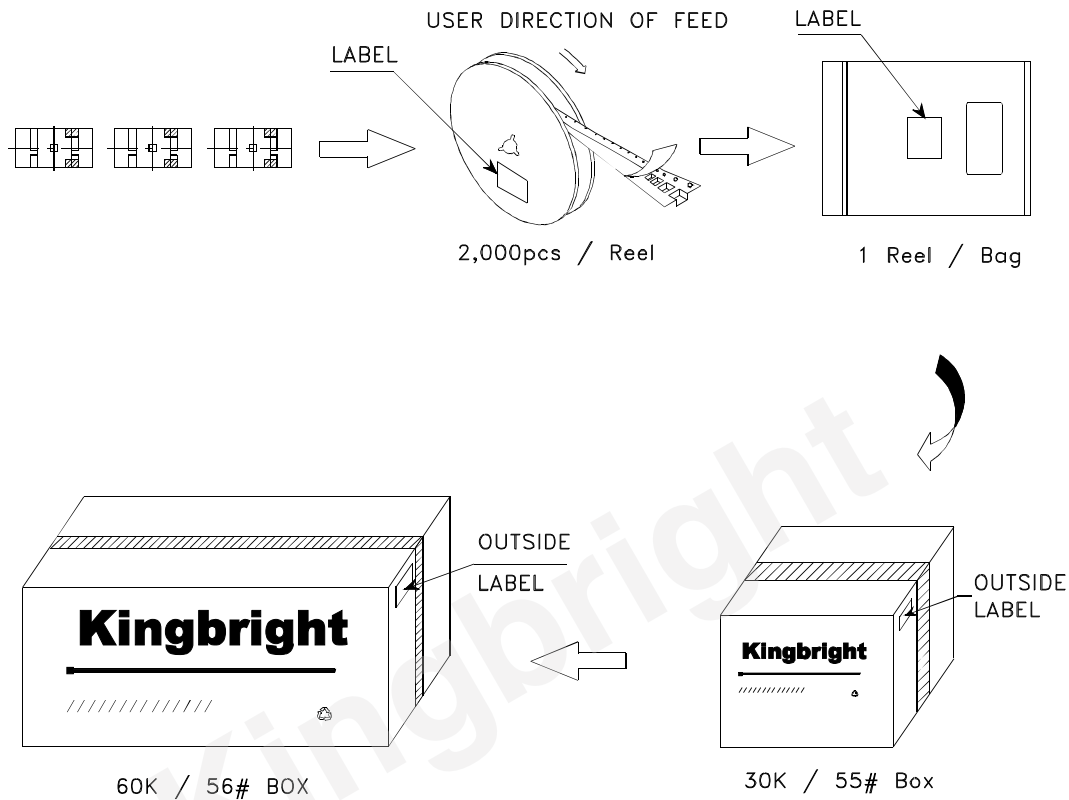 USER DIRECTION OF FEED
LABEL
LABEL
2,000pcs / Reel
1 Reel / Bag
OUTSIDE
LABEL
OUTSIDE
LABEL
Kingbright
Kingbright
60K / 56# BOX
30K / 55# Box
Kingbright